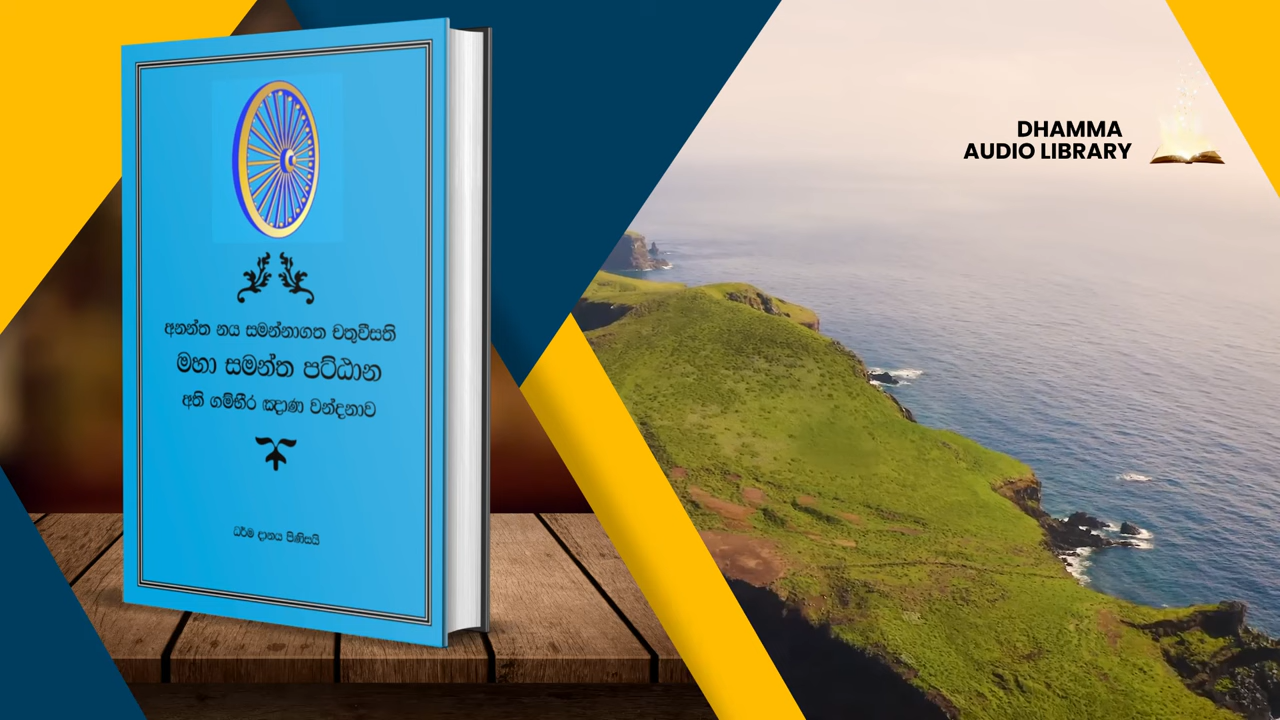 අනන්ත නය සමන්නාගත චතුවීසති
මහා සමන්ත පට්ඨාන
අති ගම්භීර ඤාණ වන්දනාව
ධර්ම දානය පිණිසයි
DHAMMA
AUDIO LIBRARY